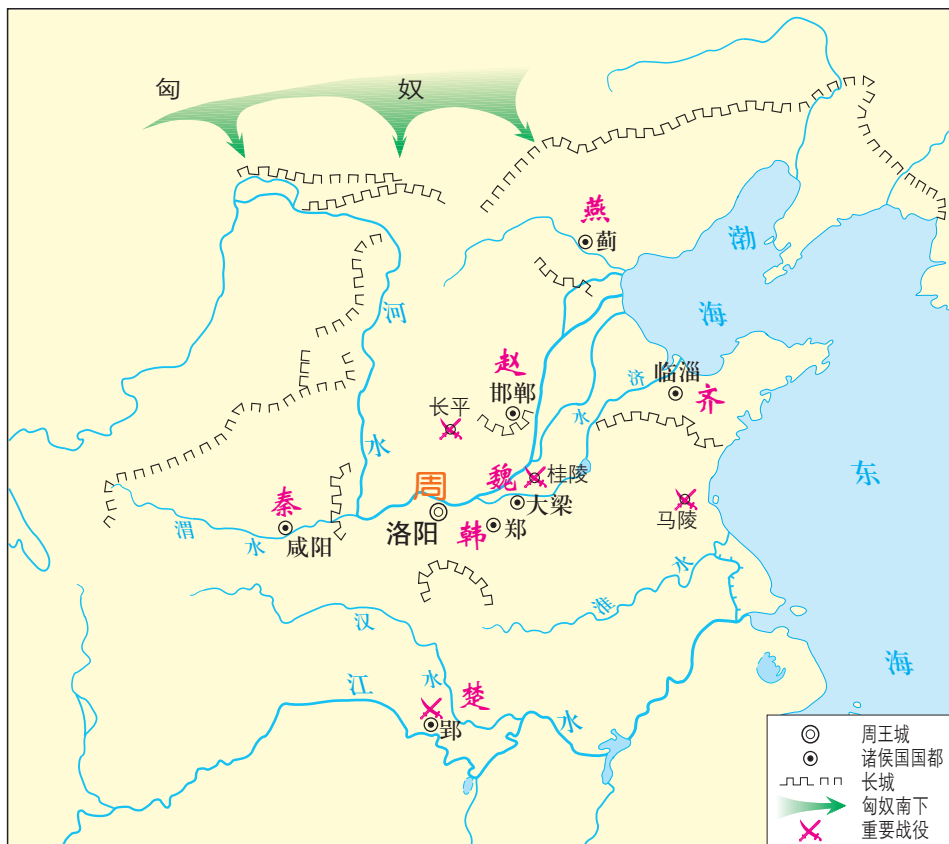 匈 奴
燕
蓟
渤
海
河
赵
邯郸
济
水
临淄
齐
长平
水
东
周
魏
桂陵
大梁
秦
咸阳
渭
水
洛阳
韩
郑
马陵
水
淮
汉
水
江
楚
郢
水
海
周王城
诸侯国国都
长城
匈奴南下
重要战役